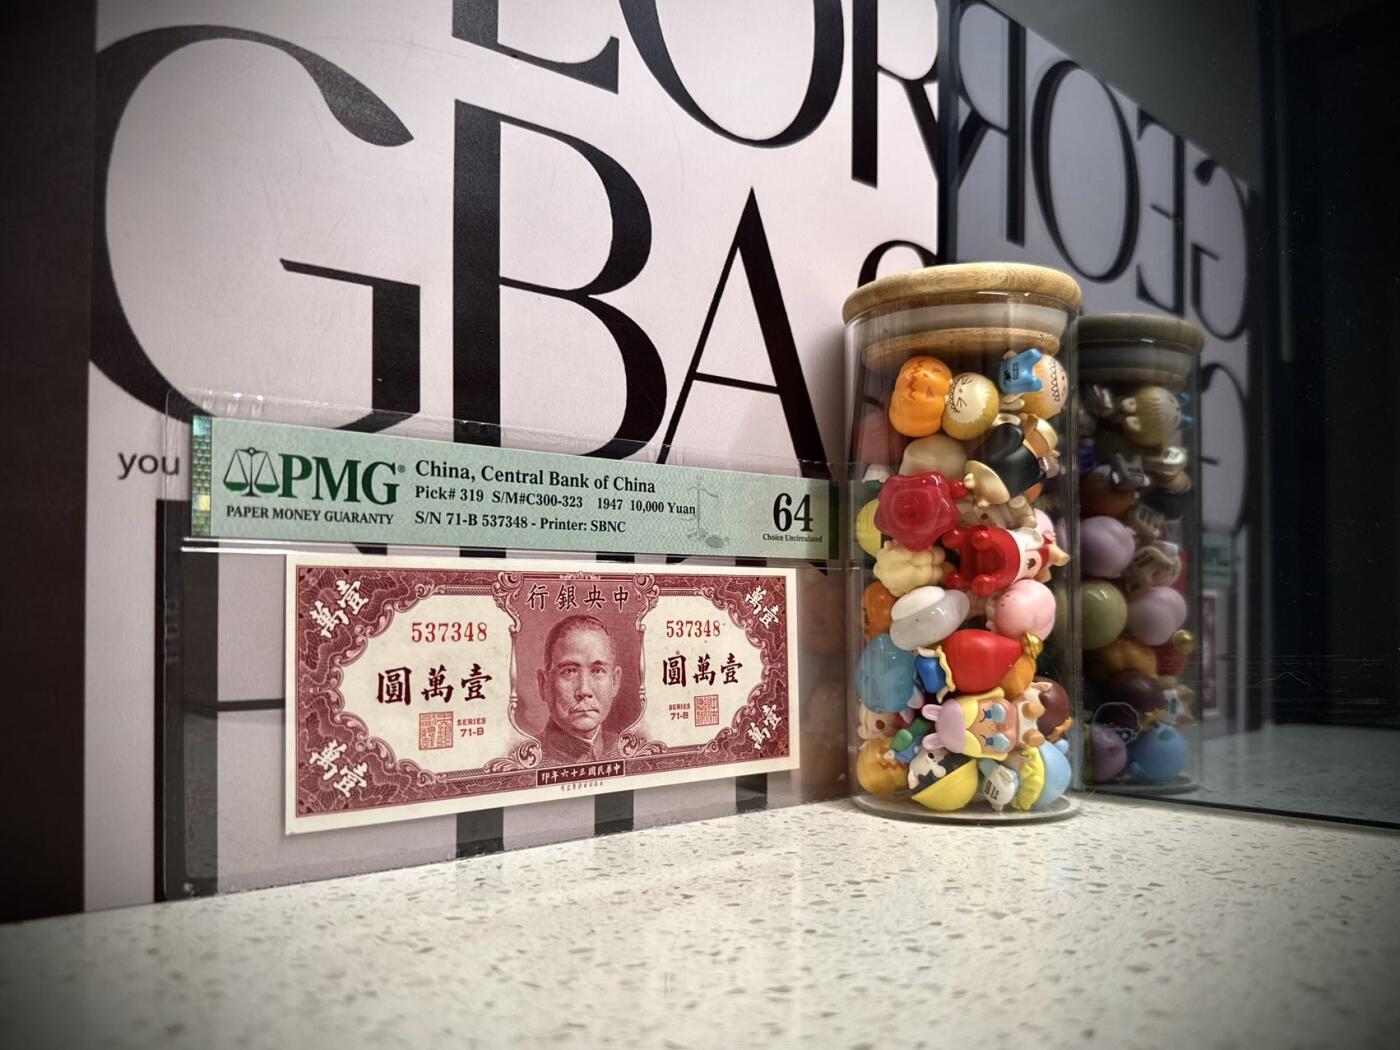 GEOR
GBA
you
PMG®
PAPER MONEY GUARANTY
China, Central Bank of China
Pick# 319 S/M#C300-323 1947 10,000 Yuan
S/N 71-B 537348 - Printer: SBNC
64
Choice Uncirculated
行銀央中
萬壹
萬壹
537348
537348
圓萬壹
圓萬壹
SERIES
71-B
SERIES
71-B
萬壹
萬壹
印年六十三國民華中